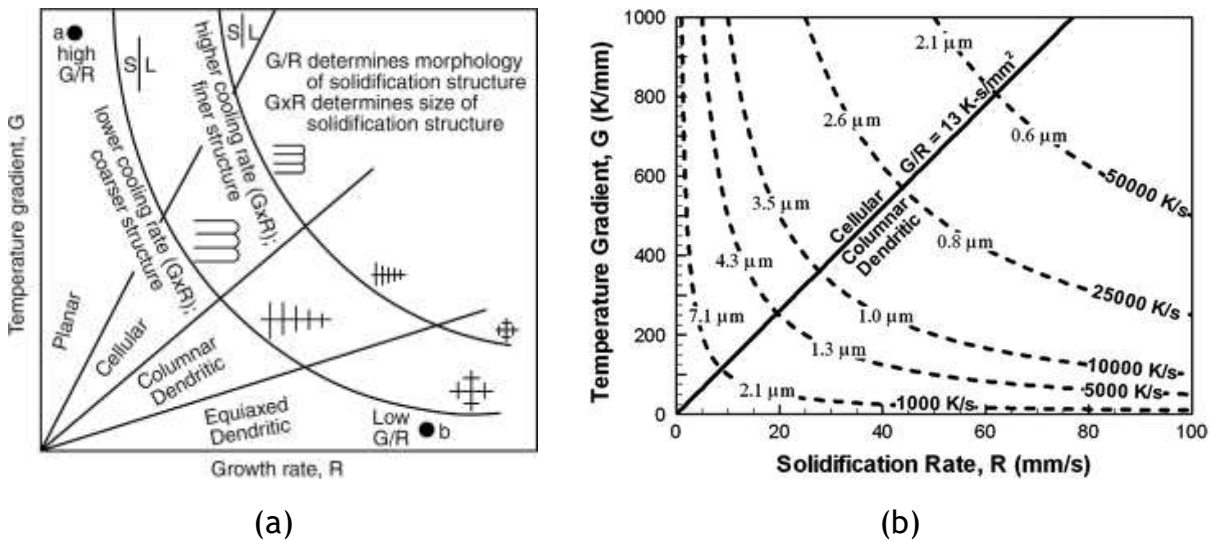 a
high
G/R
S|L
S|L
higher cooling rate (GxR);
finer structure
G/R determines morphology
of solidification structure
GxR determines size of
solidification structure
lower cooling rate (GxR);
coarser structure
Planar
Cellular
Columnar
Dendritic
Equiaxed
Dendritic
Low
G/R
b
Temperature gradient, G
Growth rate, R
(a)
Temperature Gradient, G (K/mm)
1000
800
600
400
200
0
2.1 µm
2.6 µm
3.5 µm
4.3 µm
7.1 µm
G/R = 13 K-s/mm²
Cellular
Columnar
Dendritic
0.6 µm
0.8 µm
1.0 µm
1.3 µm
2.1 µm
50000 K/s
25000 K/s
10000 K/s
5000 K/s
1000 K/s
0 20 40 60 80 100
Solidification Rate, R (mm/s)
(b)